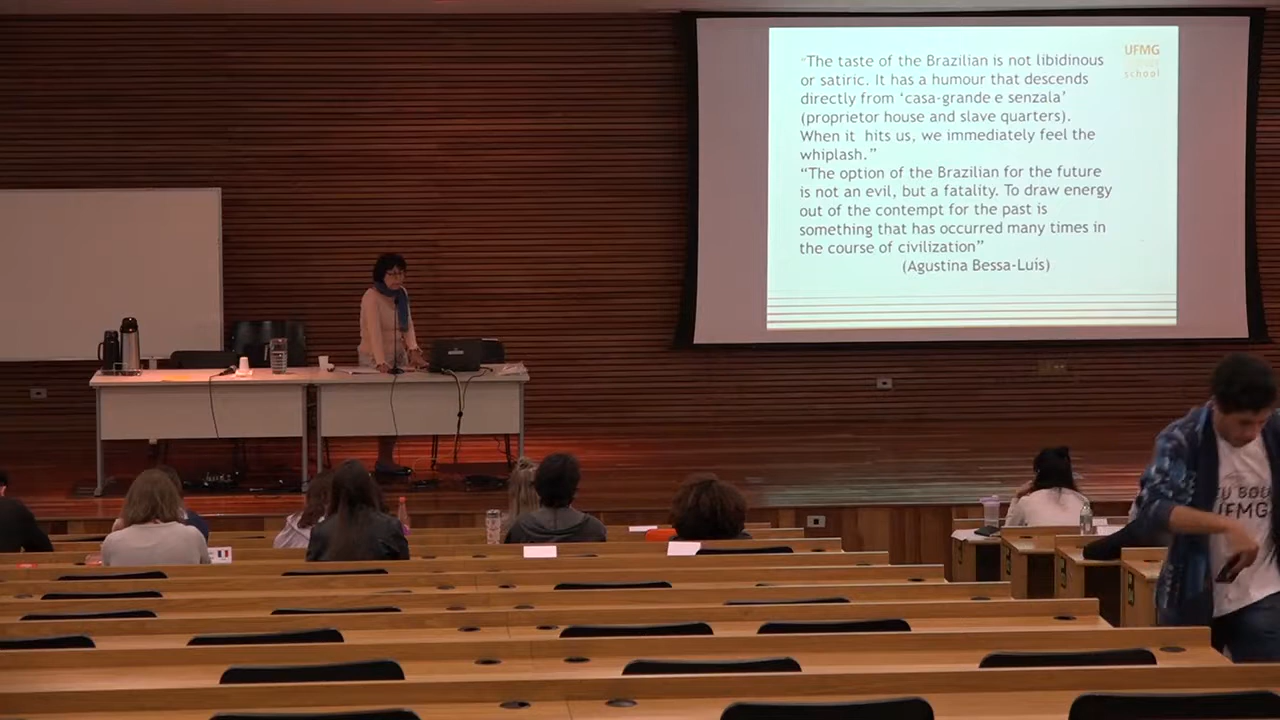 “The taste of the Brazilian is not libidinous
or satiric. It has a humour that descends
directly from ‘casa-grande e senzala’
(proprietor house and slave quarters).
When it hits us, we immediately feel the
whiplash.”
“The option of the Brazilian for the future
is not an evil, but a fatality. To draw energy
out of the contempt for the past is
something that has occurred many times in
the course of civilization”
(Agustina Bessa-Luís)
UFMG
school
UFMG